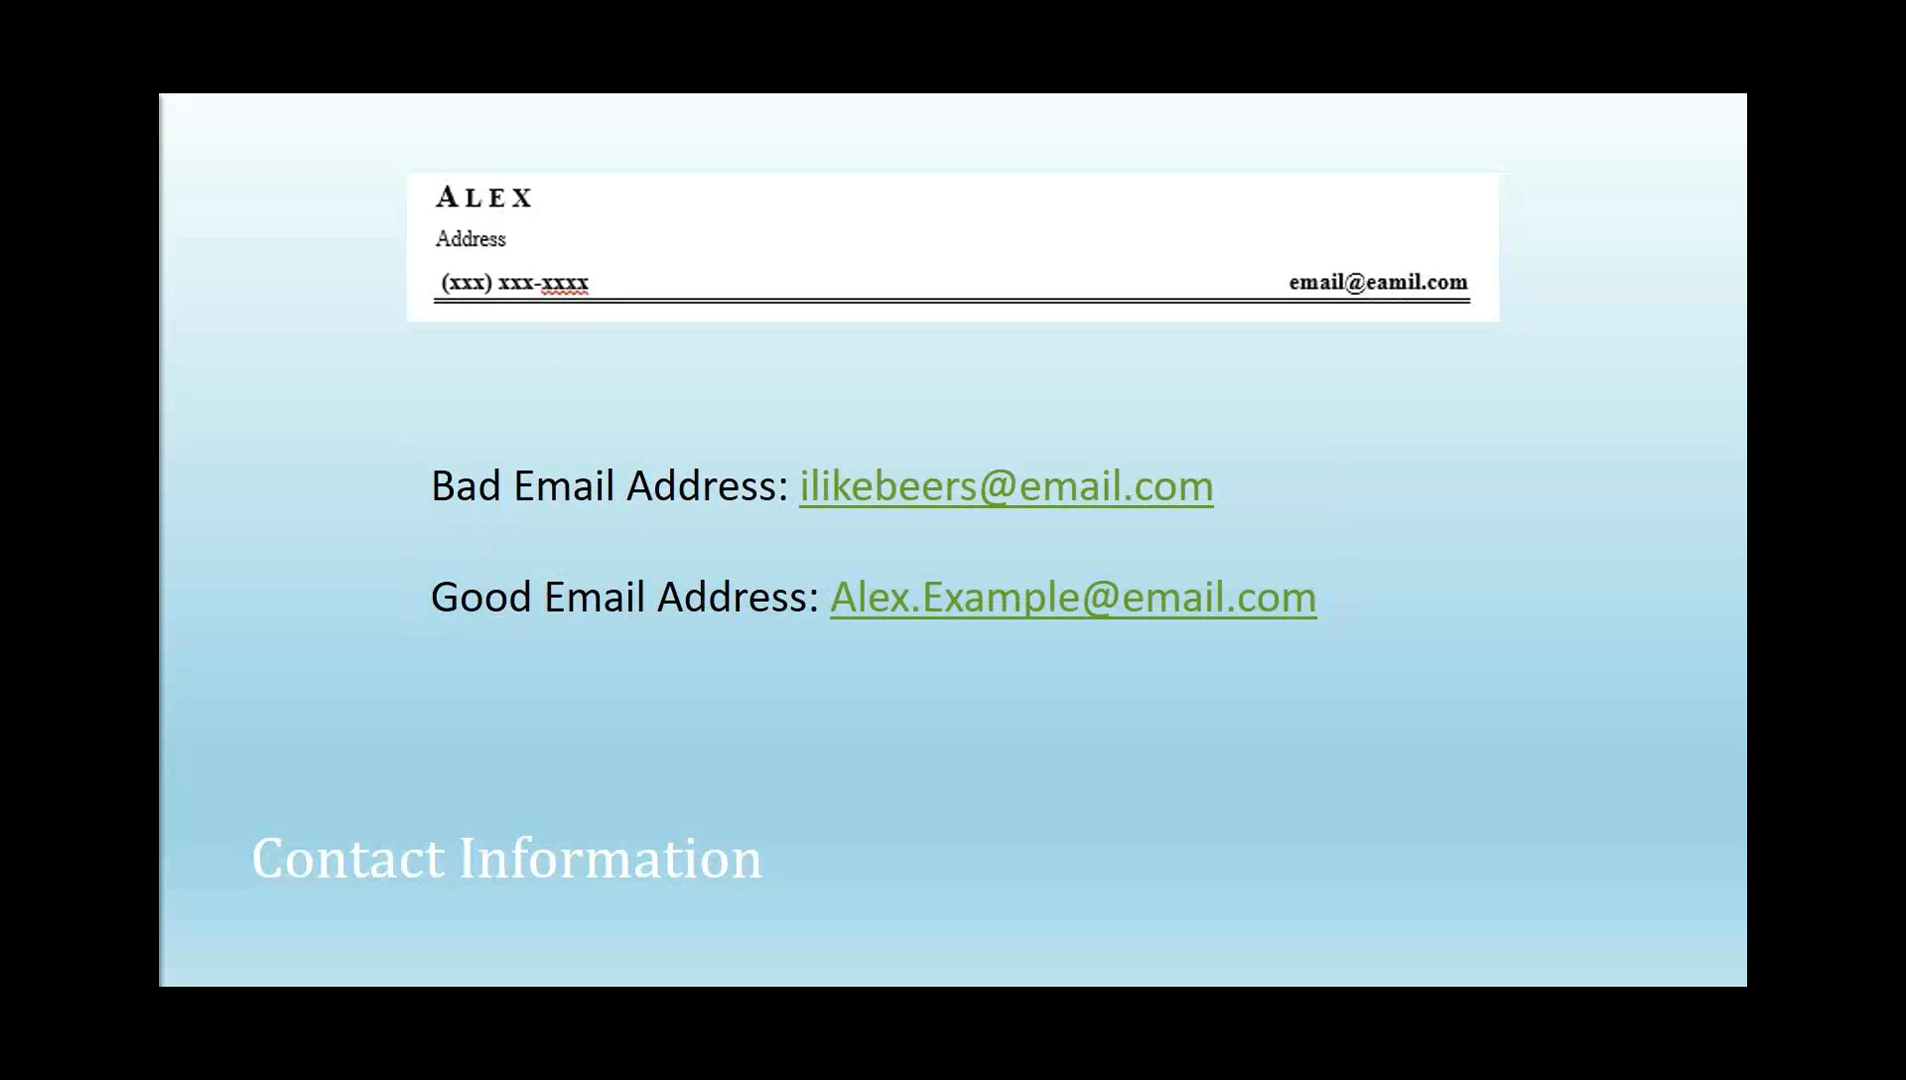 ALEX
Address
(xxx) xxx-xxxx email@eamil.com
Bad Email Address: ilikebeers@email.com
Good Email Address: Alex.Example@email.com
Contact Information